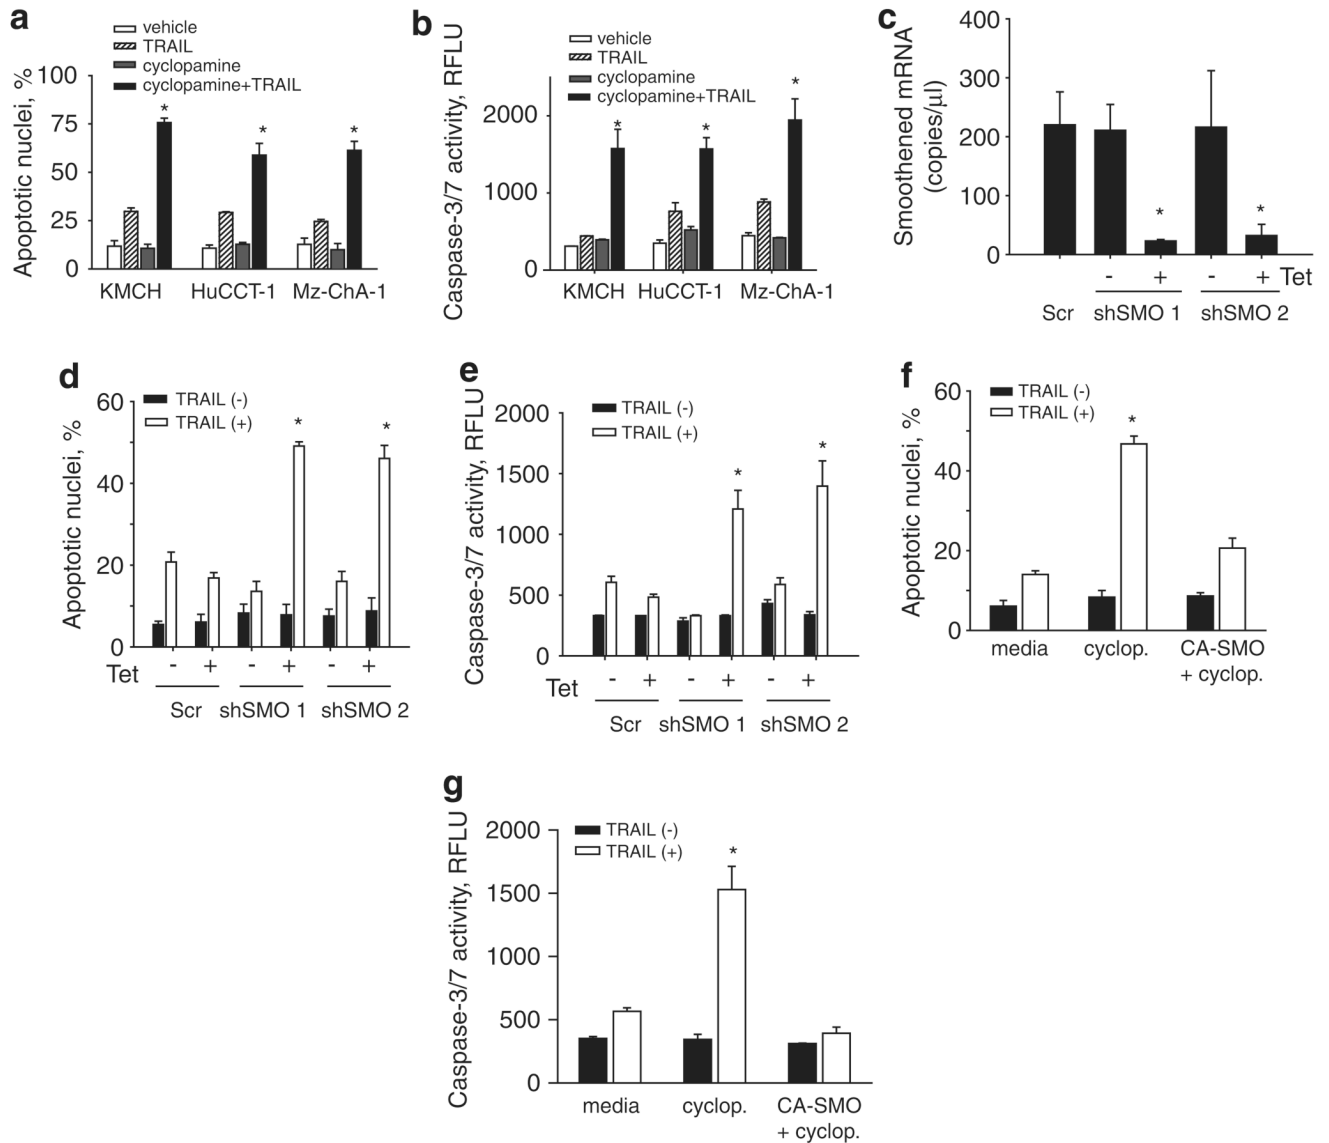 a
vehicle
TRAIL
cyclopamine
cyclopamine+TRAIL
Apoptotic nuclei, %
100
75
50
25
0
*
*
*
KMCH HuCCT-1 Mz-ChA-1
b
vehicle
TRAIL
cyclopamine
cyclopamine+TRAIL
Caspase-3/7 activity, RFLU
2000
1000
0
*
*
*
KMCH HuCCT-1 Mz-ChA-1
c
Smoothened mRNA
(copies/µl)
400
300
200
100
0
*
*
- + - + Tet
Scr shSMO 1 shSMO 2
d
TRAIL (-)
TRAIL (+)
Apoptotic nuclei, %
60
40
20
0
*
*
Tet - + - + - +
Scr shSMO 1 shSMO 2
e
TRAIL (-)
TRAIL (+)
Caspase-3/7 activity, RFLU
2000
1500
1000
500
0
*
*
Tet - + - + - +
Scr shSMO 1 shSMO 2
f
TRAIL (-)
TRAIL (+)
Apoptotic nuclei, %
60
40
20
0
*
media cyclop. CA-SMO
+ cyclop.
g
TRAIL (-)
TRAIL (+)
Caspase-3/7 activity, RFLU
2000
1500
1000
500
0
*
media cyclop. CA-SMO
+ cyclop.